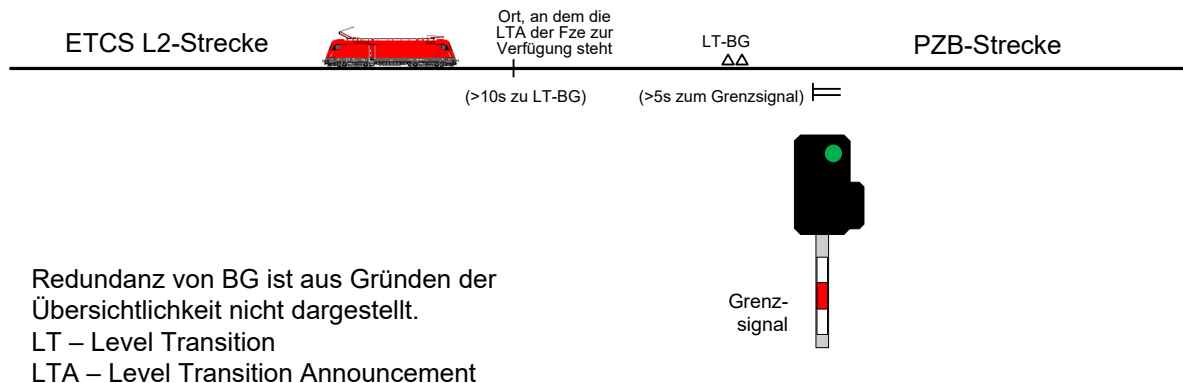 Ort, an dem die
LTA der Fze zur
Verfügung steht
ETCS L2-Strecke
LT-BG
PZB-Strecke
(>10s zu LT-BG)
(>5s zum Grenzsignal)
Redundanz von BG ist aus Gründen der
Übersichtlichkeit nicht dargestellt.
LT – Level Transition
LTA – Level Transition Announcement
Grenz-
signal